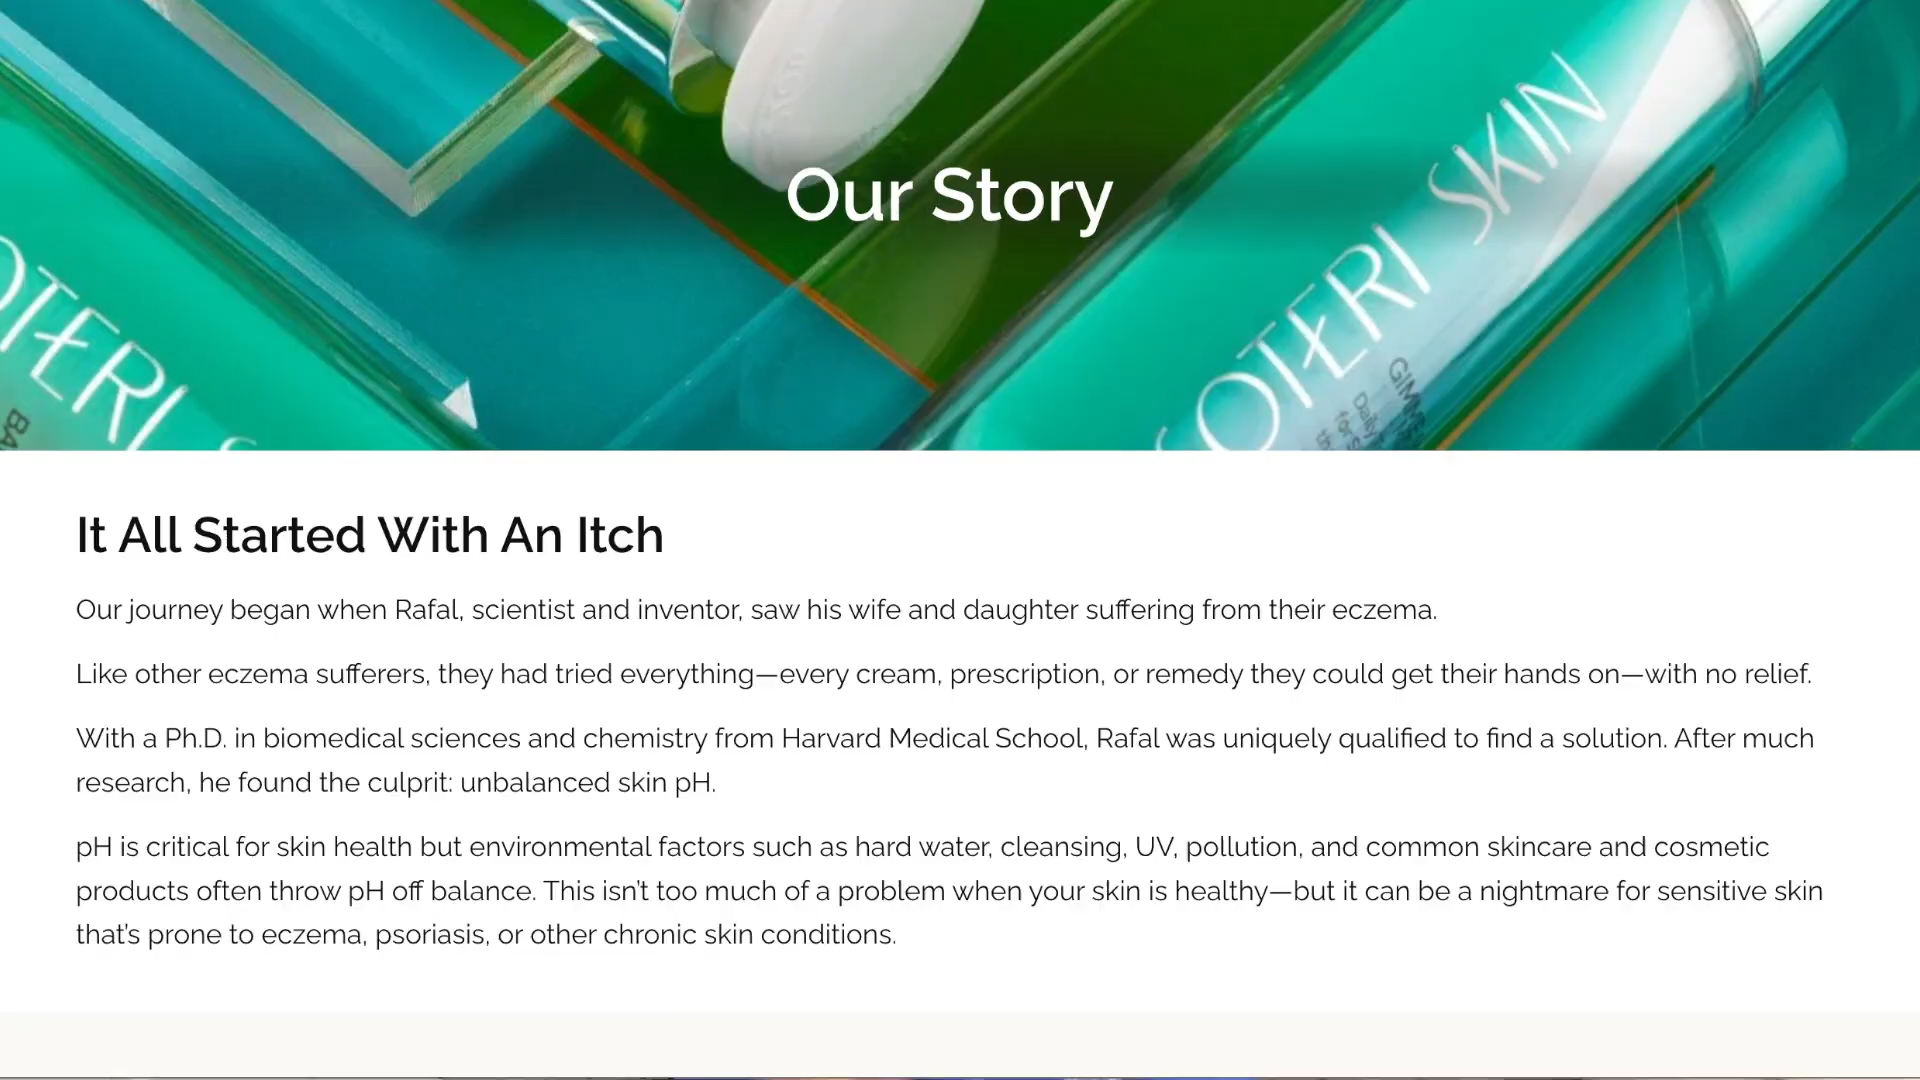 Our Story
SKIN
OTERI
OTERI
It All Started With An Itch
Our journey began when Rafal, scientist and inventor, saw his wife and daughter suffering from their eczema.
Like other eczema sufferers, they had tried everything—every cream, prescription, or remedy they could get their hands on—with no relief.
With a Ph.D. in biomedical sciences and chemistry from Harvard Medical School, Rafal was uniquely qualified to find a solution. After much
research, he found the culprit: unbalanced skin pH.
pH is critical for skin health but environmental factors such as hard water, cleansing, UV, pollution, and common skincare and cosmetic
products often throw pH off balance. This isn't too much of a problem when your skin is healthy—but it can be a nightmare for sensitive skin
that's prone to eczema, psoriasis, or other chronic skin conditions.